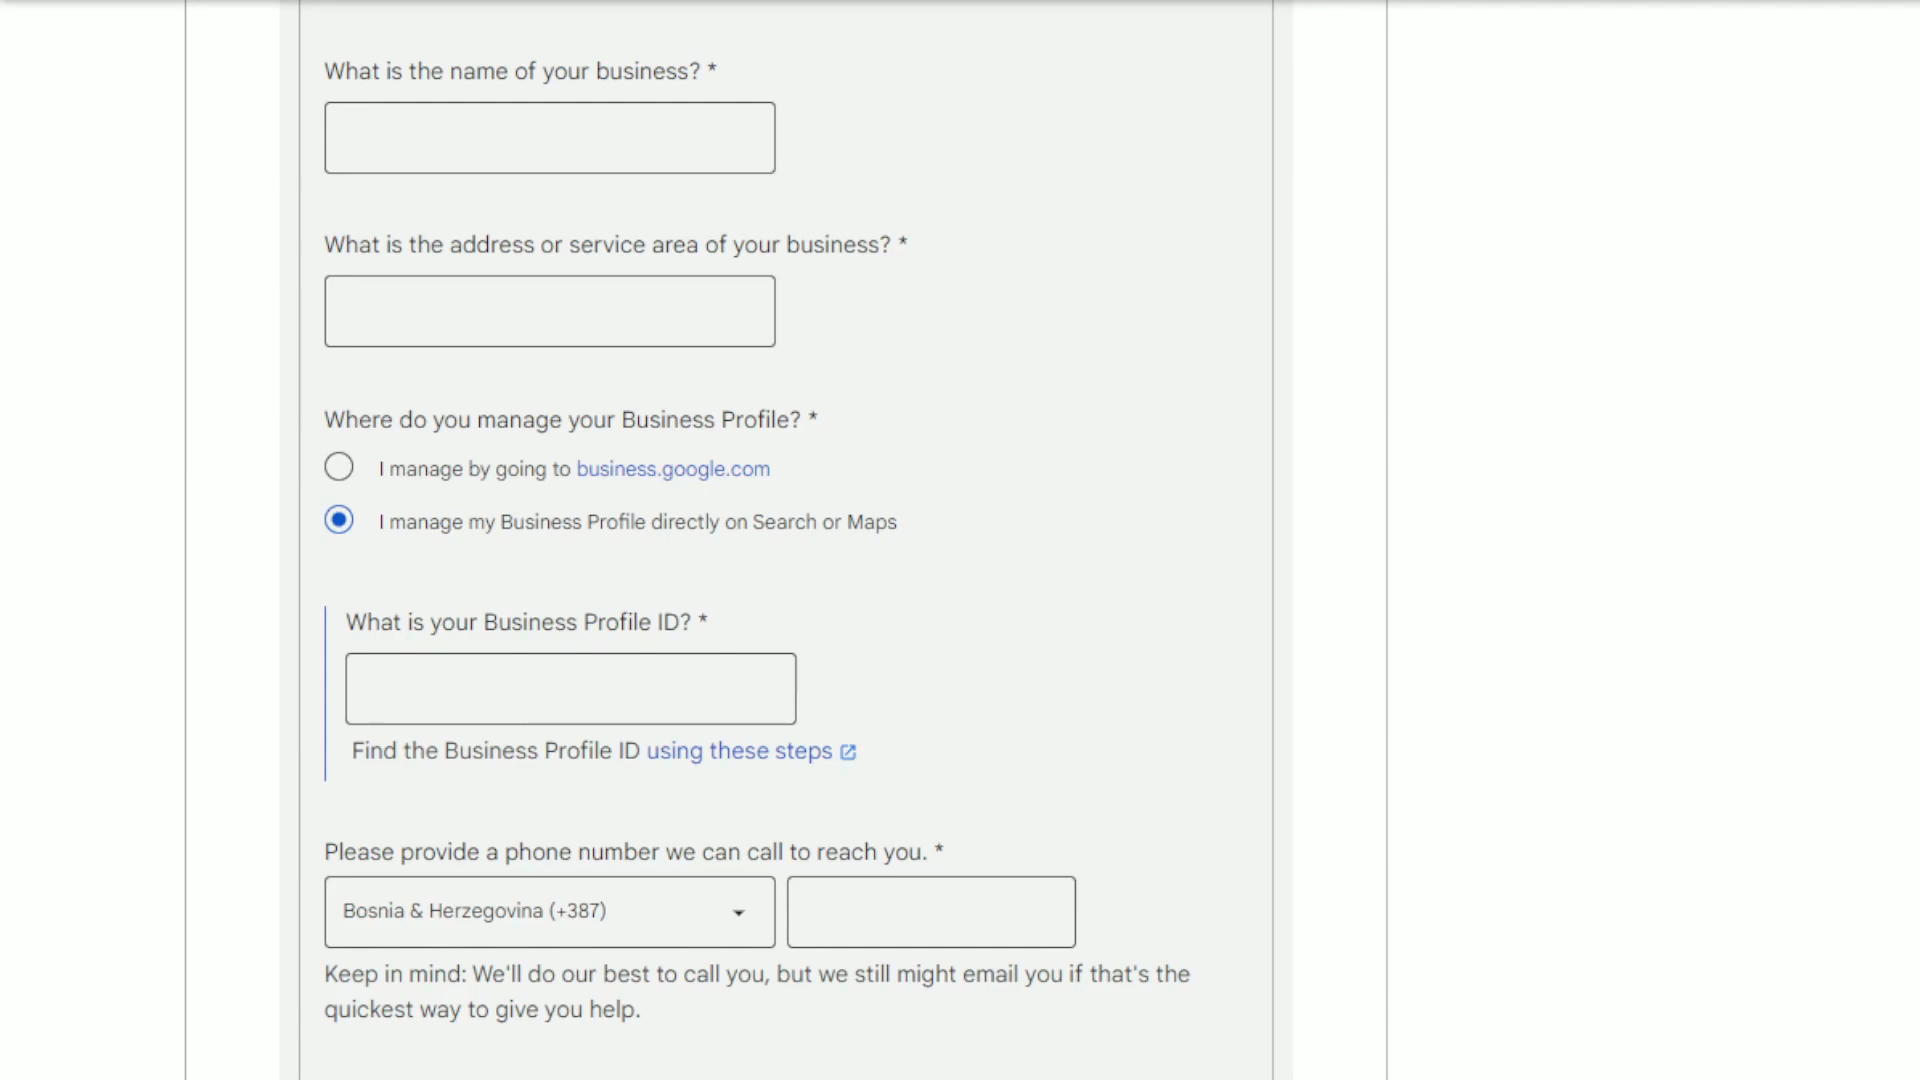 What is the name of your business? *
What is the address or service area of your business? *
Where do you manage your Business Profile? *
I manage by going to business.google.com
I manage my Business Profile directly on Search or Maps
What is your Business Profile ID? *
Find the Business Profile ID using these steps
Please provide a phone number we can call to reach you. *
Bosnia & Herzegovina (+387)
Keep in mind: We'll do our best to call you, but we still might email you if that's the
quickest way to give you help.